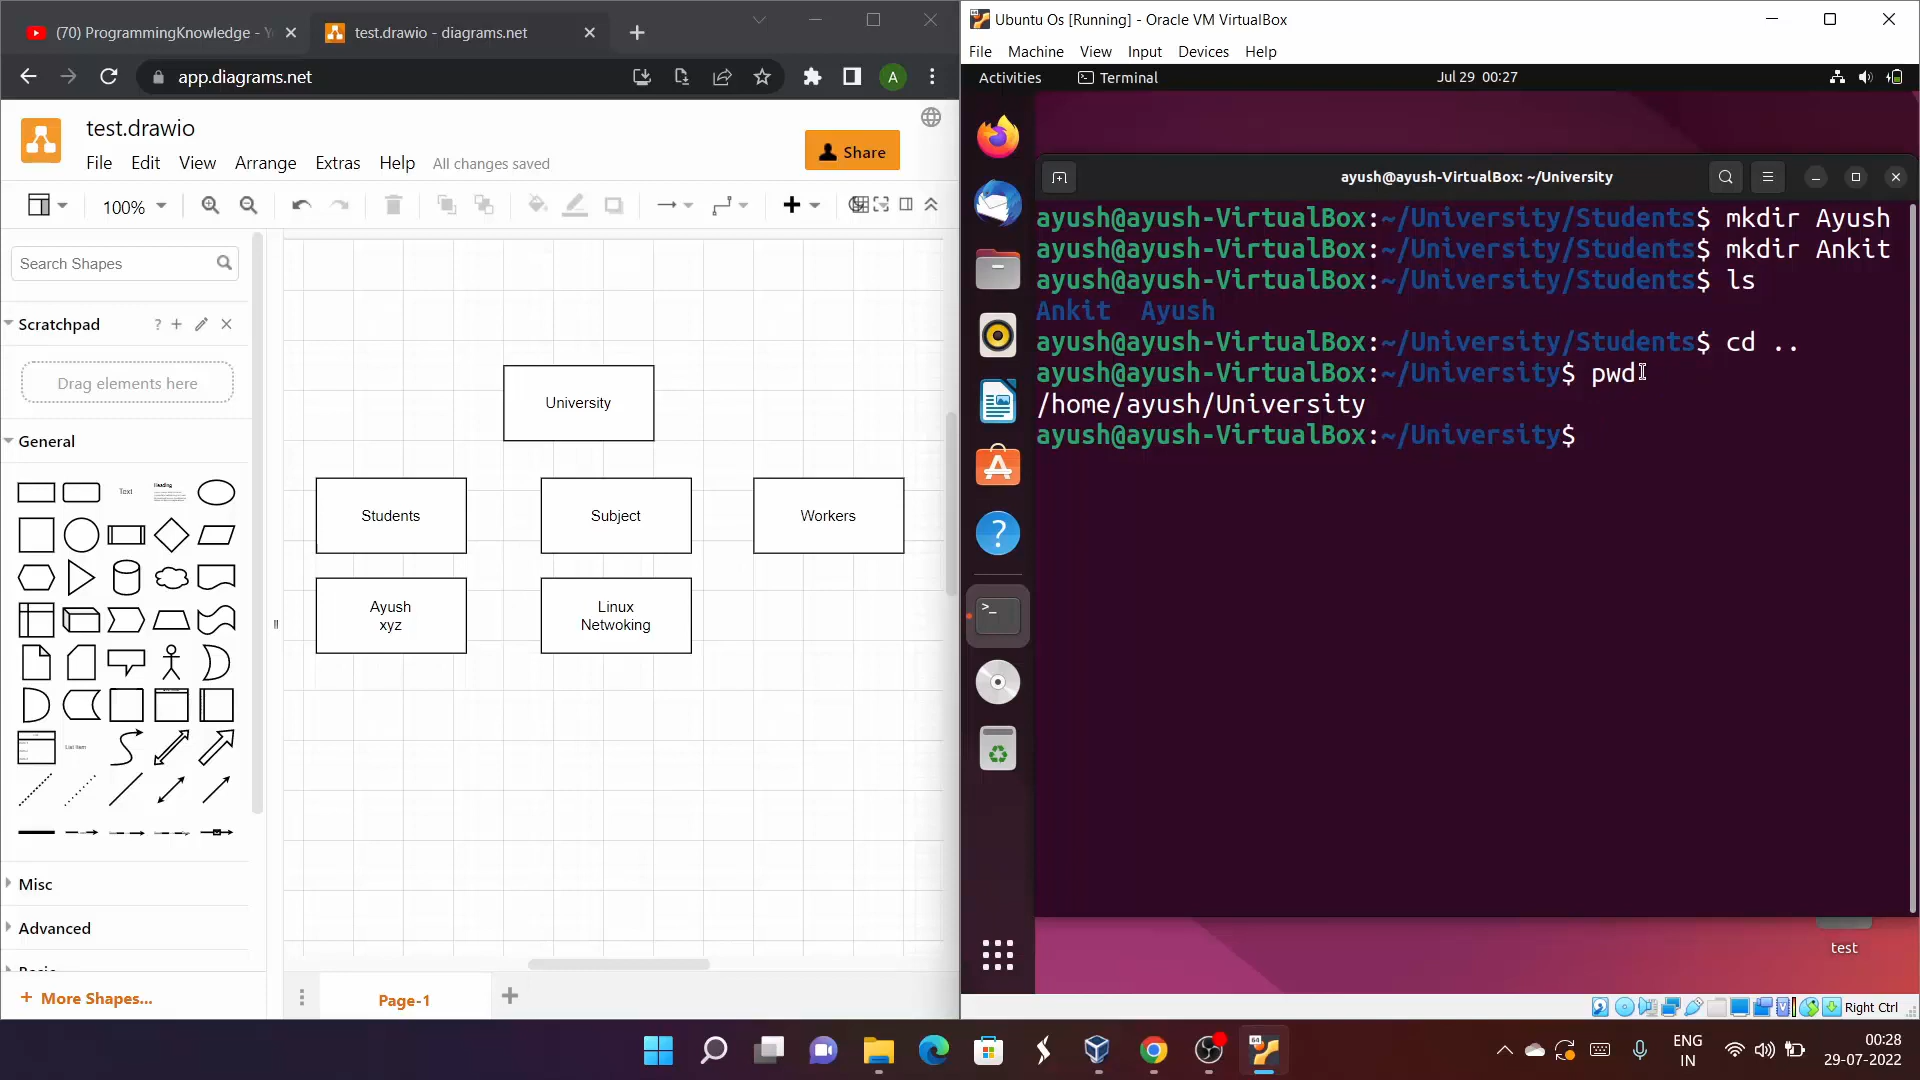 (70) ProgrammingKnowledge - Y
test.drawio - diagrams.net
app.diagrams.net
A
test.drawio
File Edit View Arrange Extras Help All changes saved
Share
100%
Search Shapes
Scratchpad
?
Drag elements here
General
Text
Heading
List Item
Misc
Advanced
Basic
+ More Shapes...
University
Students
Subject
Workers
Ayush
xyz
Linux
Netwoking
Page-1
Ubuntu Os [Running] - Oracle VM VirtualBox
File Machine View Input Devices Help
Activities
Terminal
Jul 29 00:27
ayush@ayush-VirtualBox: ~/University
ayush@ayush-VirtualBox:~/University/Students$ mkdir Ayush
ayush@ayush-VirtualBox:~/University/Students$ mkdir Ankit
ayush@ayush-VirtualBox:~/University/Students$ ls
Ankit Ayush
ayush@ayush-VirtualBox:~/University/Students$ cd ..
ayush@ayush-VirtualBox:~/University$ pwd
/home/ayush/University
ayush@ayush-VirtualBox:~/University$
test
Right Ctrl
ENG
IN
00:28
29-07-2022